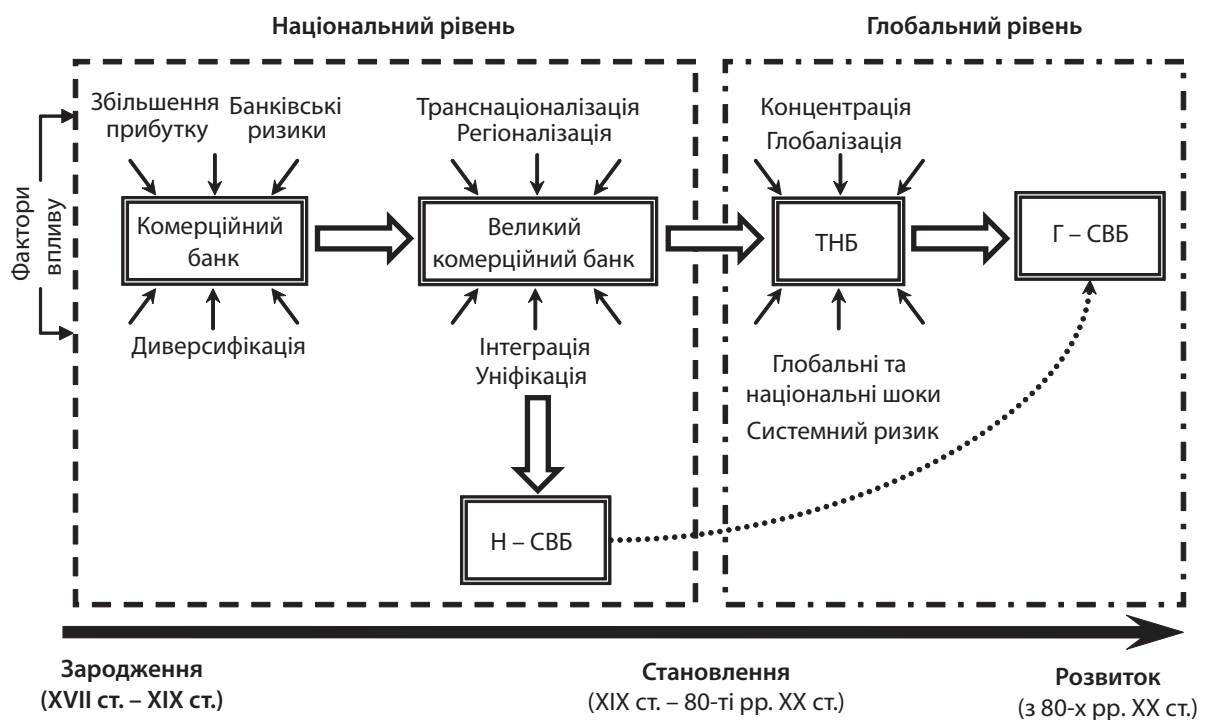 Національний рівень
Глобальний рівень
Фактори
впливу
Збільшення
прибутку
Банківські
ризики
Комерційний
банк
Диверсифікація
Транснаціоналізація
Регіоналізація
Великий
комерційний банк
Інтеграція
Уніфікація
Н – СВБ
Концентрація
Глобалізація
ТНБ
Глобальні та
національні шоки
Системний ризик
Г – СВБ
Зародження
(XVII ст. – XIX ст.)
Становлення
(XIX ст. – 80-ті рр. XX ст.)
Розвиток
(з 80-х рр. XX ст.)